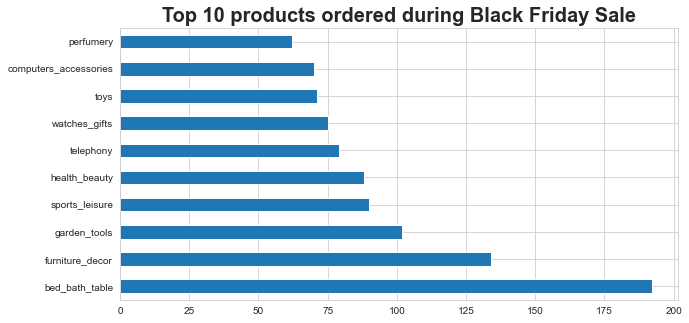 Top 10 products ordered during Black Friday Sale
perfumery
computers_accessories
toys
watches_gifts
telephony
health_beauty
sports_leisure
garden_tools
furniture_decor
bed_bath_table
0 25 50 75 100 125 150 175 200